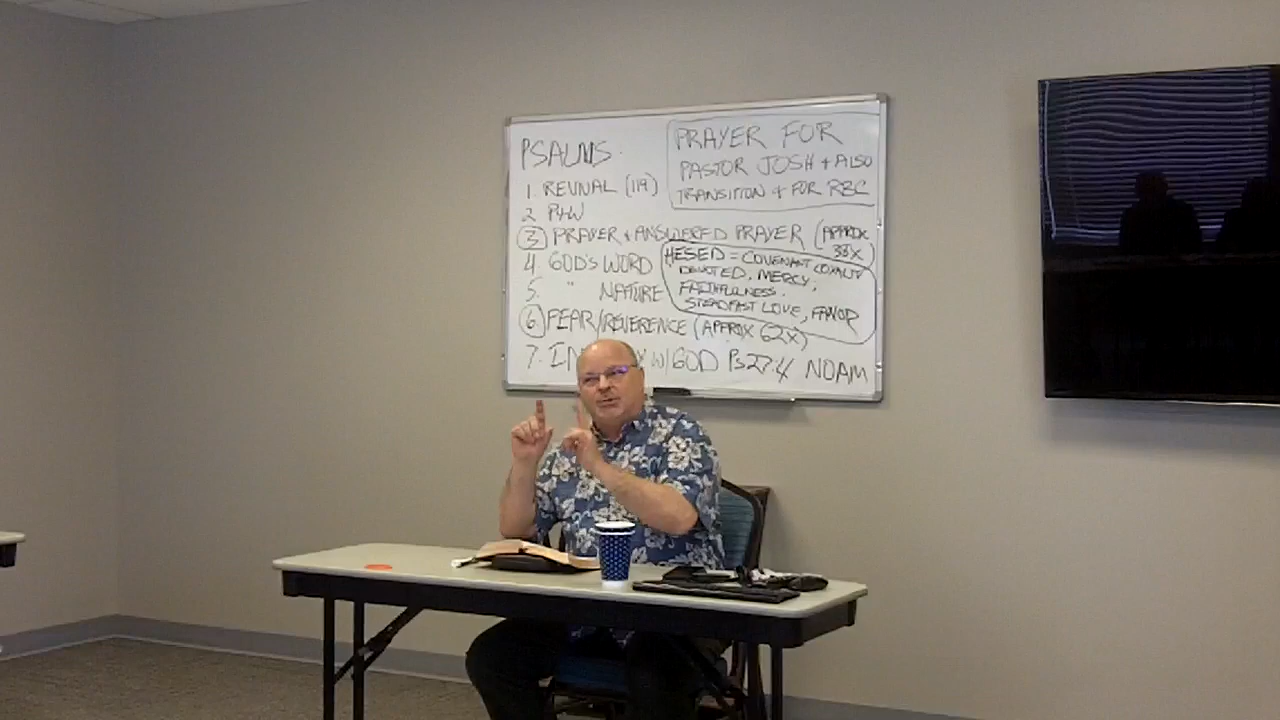 PSALMS
1. REVIVAL (119)
2 P+W
3 PRAYER + ANSWERED PRAYER (APPROX 33X)
4. GOD'S WORD
5. " NATURE
6. FEAR/REVERENCE (APPROX 62X)
7. W/GOD Ps 27:4 NOAM
PRAYER FOR
PASTOR JOSH + ALSO
TRANSITION + FOR RBC
HESED = COVENANT LOYALTY
DEVOTED, MERCY,
FAITHFULNESS,
STEADFAST LOVE, FAVOR